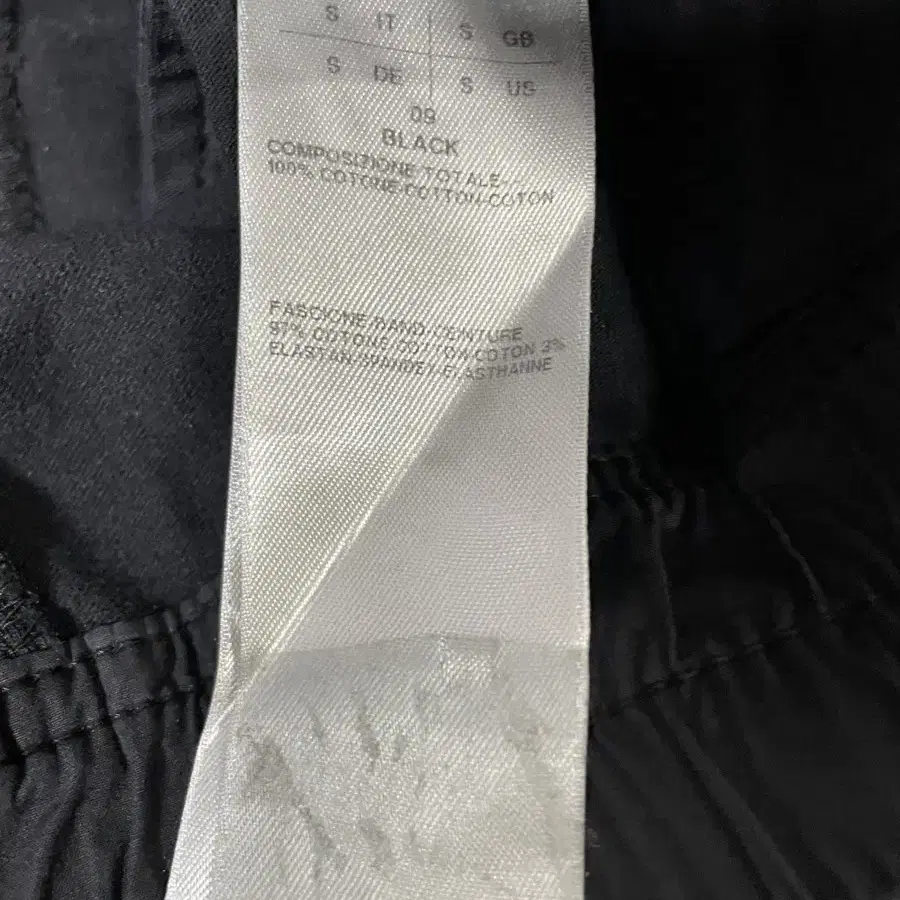 S IT S GB
S DE S US
09
BLACK
COMPOSIZIONE TOTALE-
100% COTONE-COTTON-COTON
FASCIONE-BAND-CEINTURE
97% COTONE-COTTON-COTON 3%
ELASTAN-SPANDEX-ELASTHANNE